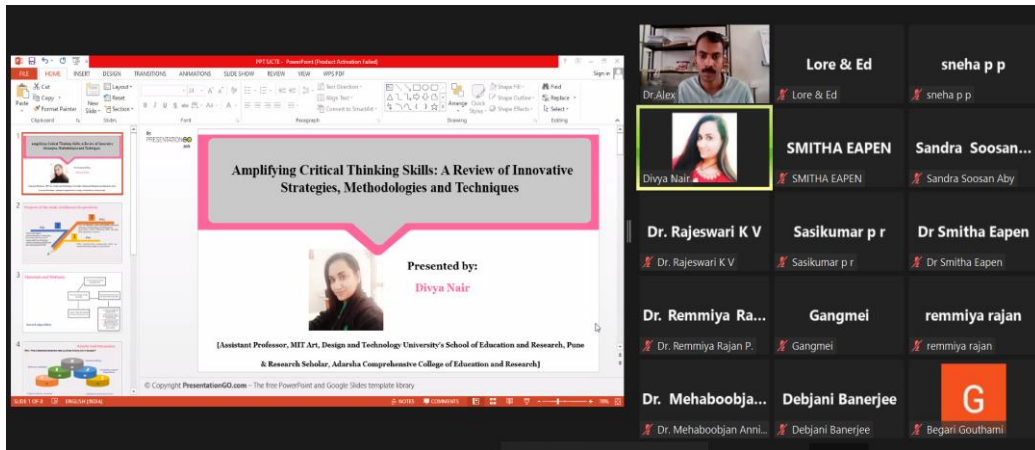 PPT SJCTE - PowerPoint (Product Activation Failed)
FILE HOME INSERT DESIGN TRANSITIONS ANIMATIONS SLIDE SHOW REVIEW VIEW WPS PDF Sign in
Cut
Copy
Format Painter
Paste
Clipboard
New Slide
Layout
Reset
Section
Slides
Font
Text Direction
Align Text
Convert to SmartArt
Paragraph
Arrange
Quick Styles
Shape Fill
Shape Outline
Shape Effects
Drawing
Find
Replace
Select
Editing
1
2
3
4
By
PRESENTATIONGO
Amplifying Critical Thinking Skills: A Review of Innovative
Strategies, Methodologies and Techniques
Presented by:
Divya Nair
[Assistant Professor, MIT Art, Design and Technology University's School of Education and Research, Pune
& Research Scholar, Adarsha Comprehensive College of Education and Research]
© Copyright PresentationGO.com – The free PowerPoint and Google Slides template library
SLIDE 1 OF 8 ENGLISH (INDIA) NOTES COMMENTS 78%
Dr.Alex
Lore & Ed
Lore & Ed
sneha p p
sneha p p
Divya Nair
SMITHA EAPEN
SMITHA EAPEN
Sandra Soosan...
Sandra Soosan Aby
Dr. Rajeswari K V
Dr. Rajeswari K V
Sasikumar p r
Sasikumar p r
Dr Smitha Eapen
Dr Smitha Eapen
Dr. Remmiya Ra...
Dr. Remmiya Rajan P.
Gangmei
Gangmei
remmiya rajan
remmiya rajan
Dr. Mehaboobja...
Dr. Mehaboobjan Anni...
Debjani Banerjee
Debjani Banerjee
G
Begari Gouthami